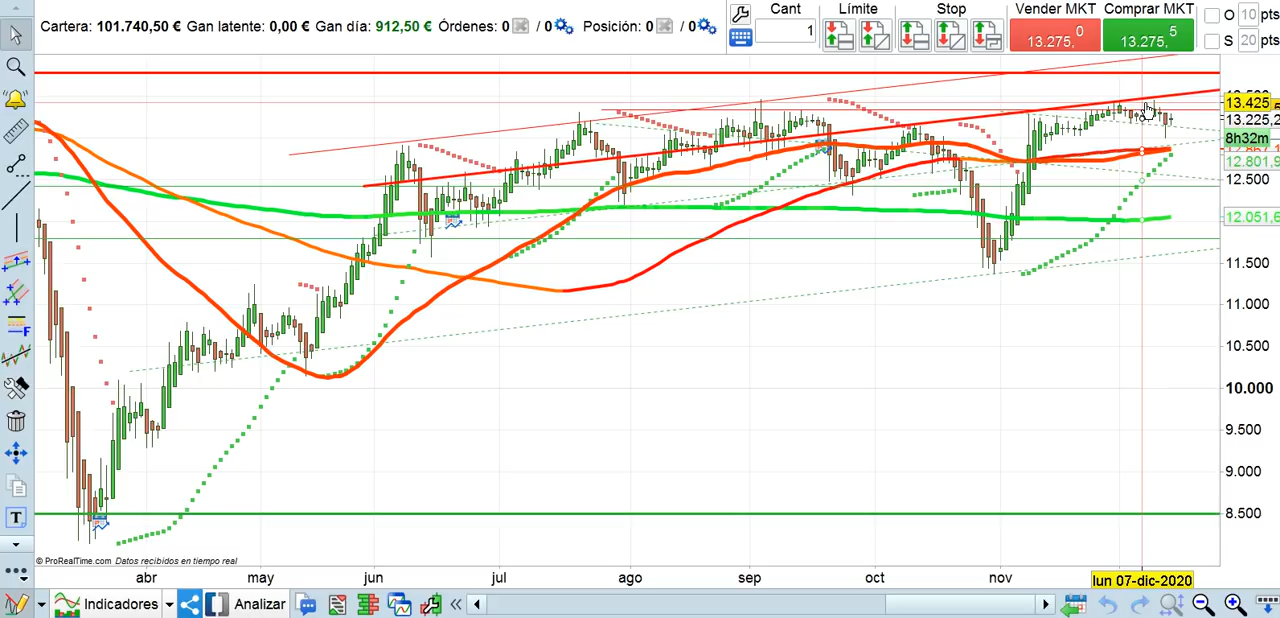 Cartera: 101.740,50 € Gan latente: 0,00 € Gan día: 912,50 € Órdenes: 0 / 0 Posición: 0 / 0
Cant
1
Límite
Stop
Vender MKT
13.275, 0
Comprar MKT
13.275, 5
O 10 pts
S 20 pts
13.425
13.225,2
8h32m
12.801,9
12.500
12.051,6
11.500
11.000
10.500
10.000
9.500
9.000
8.500
© ProRealTime.com Datos recibidos en tiempo real
abr may jun jul ago sep oct nov lun 07-dic-2020
Indicadores
Analizar
F
T